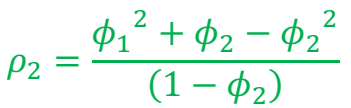 ρ₂ = (ϕ₁² + ϕ₂ − ϕ₂²) / (1 − ϕ₂)